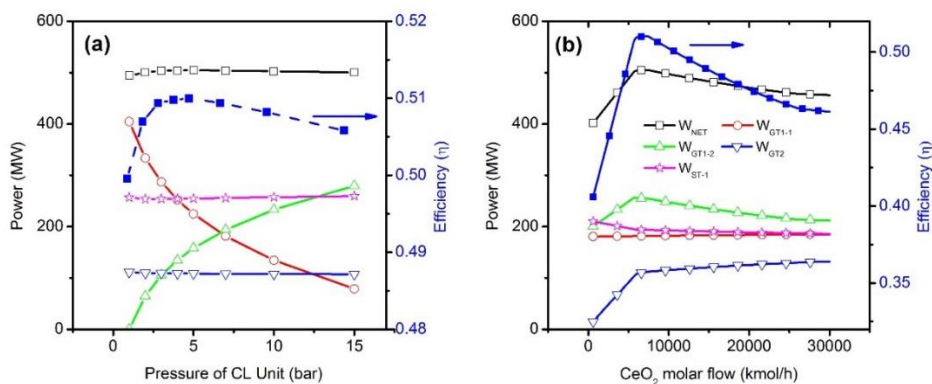 (a)
600
400
200
0
Power (MW)
0 5 10 15
Pressure of CL Unit (bar)
0.52
0.51
0.50
0.49
0.48
Efficiency (η)
(b)
600
400
200
0
Power (MW)
W_NET W_GT1-1
W_GT1-2 W_GT2
W_ST-1
0 10000 20000 30000
CeO₂ molar flow (kmol/h)
0.50
0.45
0.40
0.35
Efficiency (η)